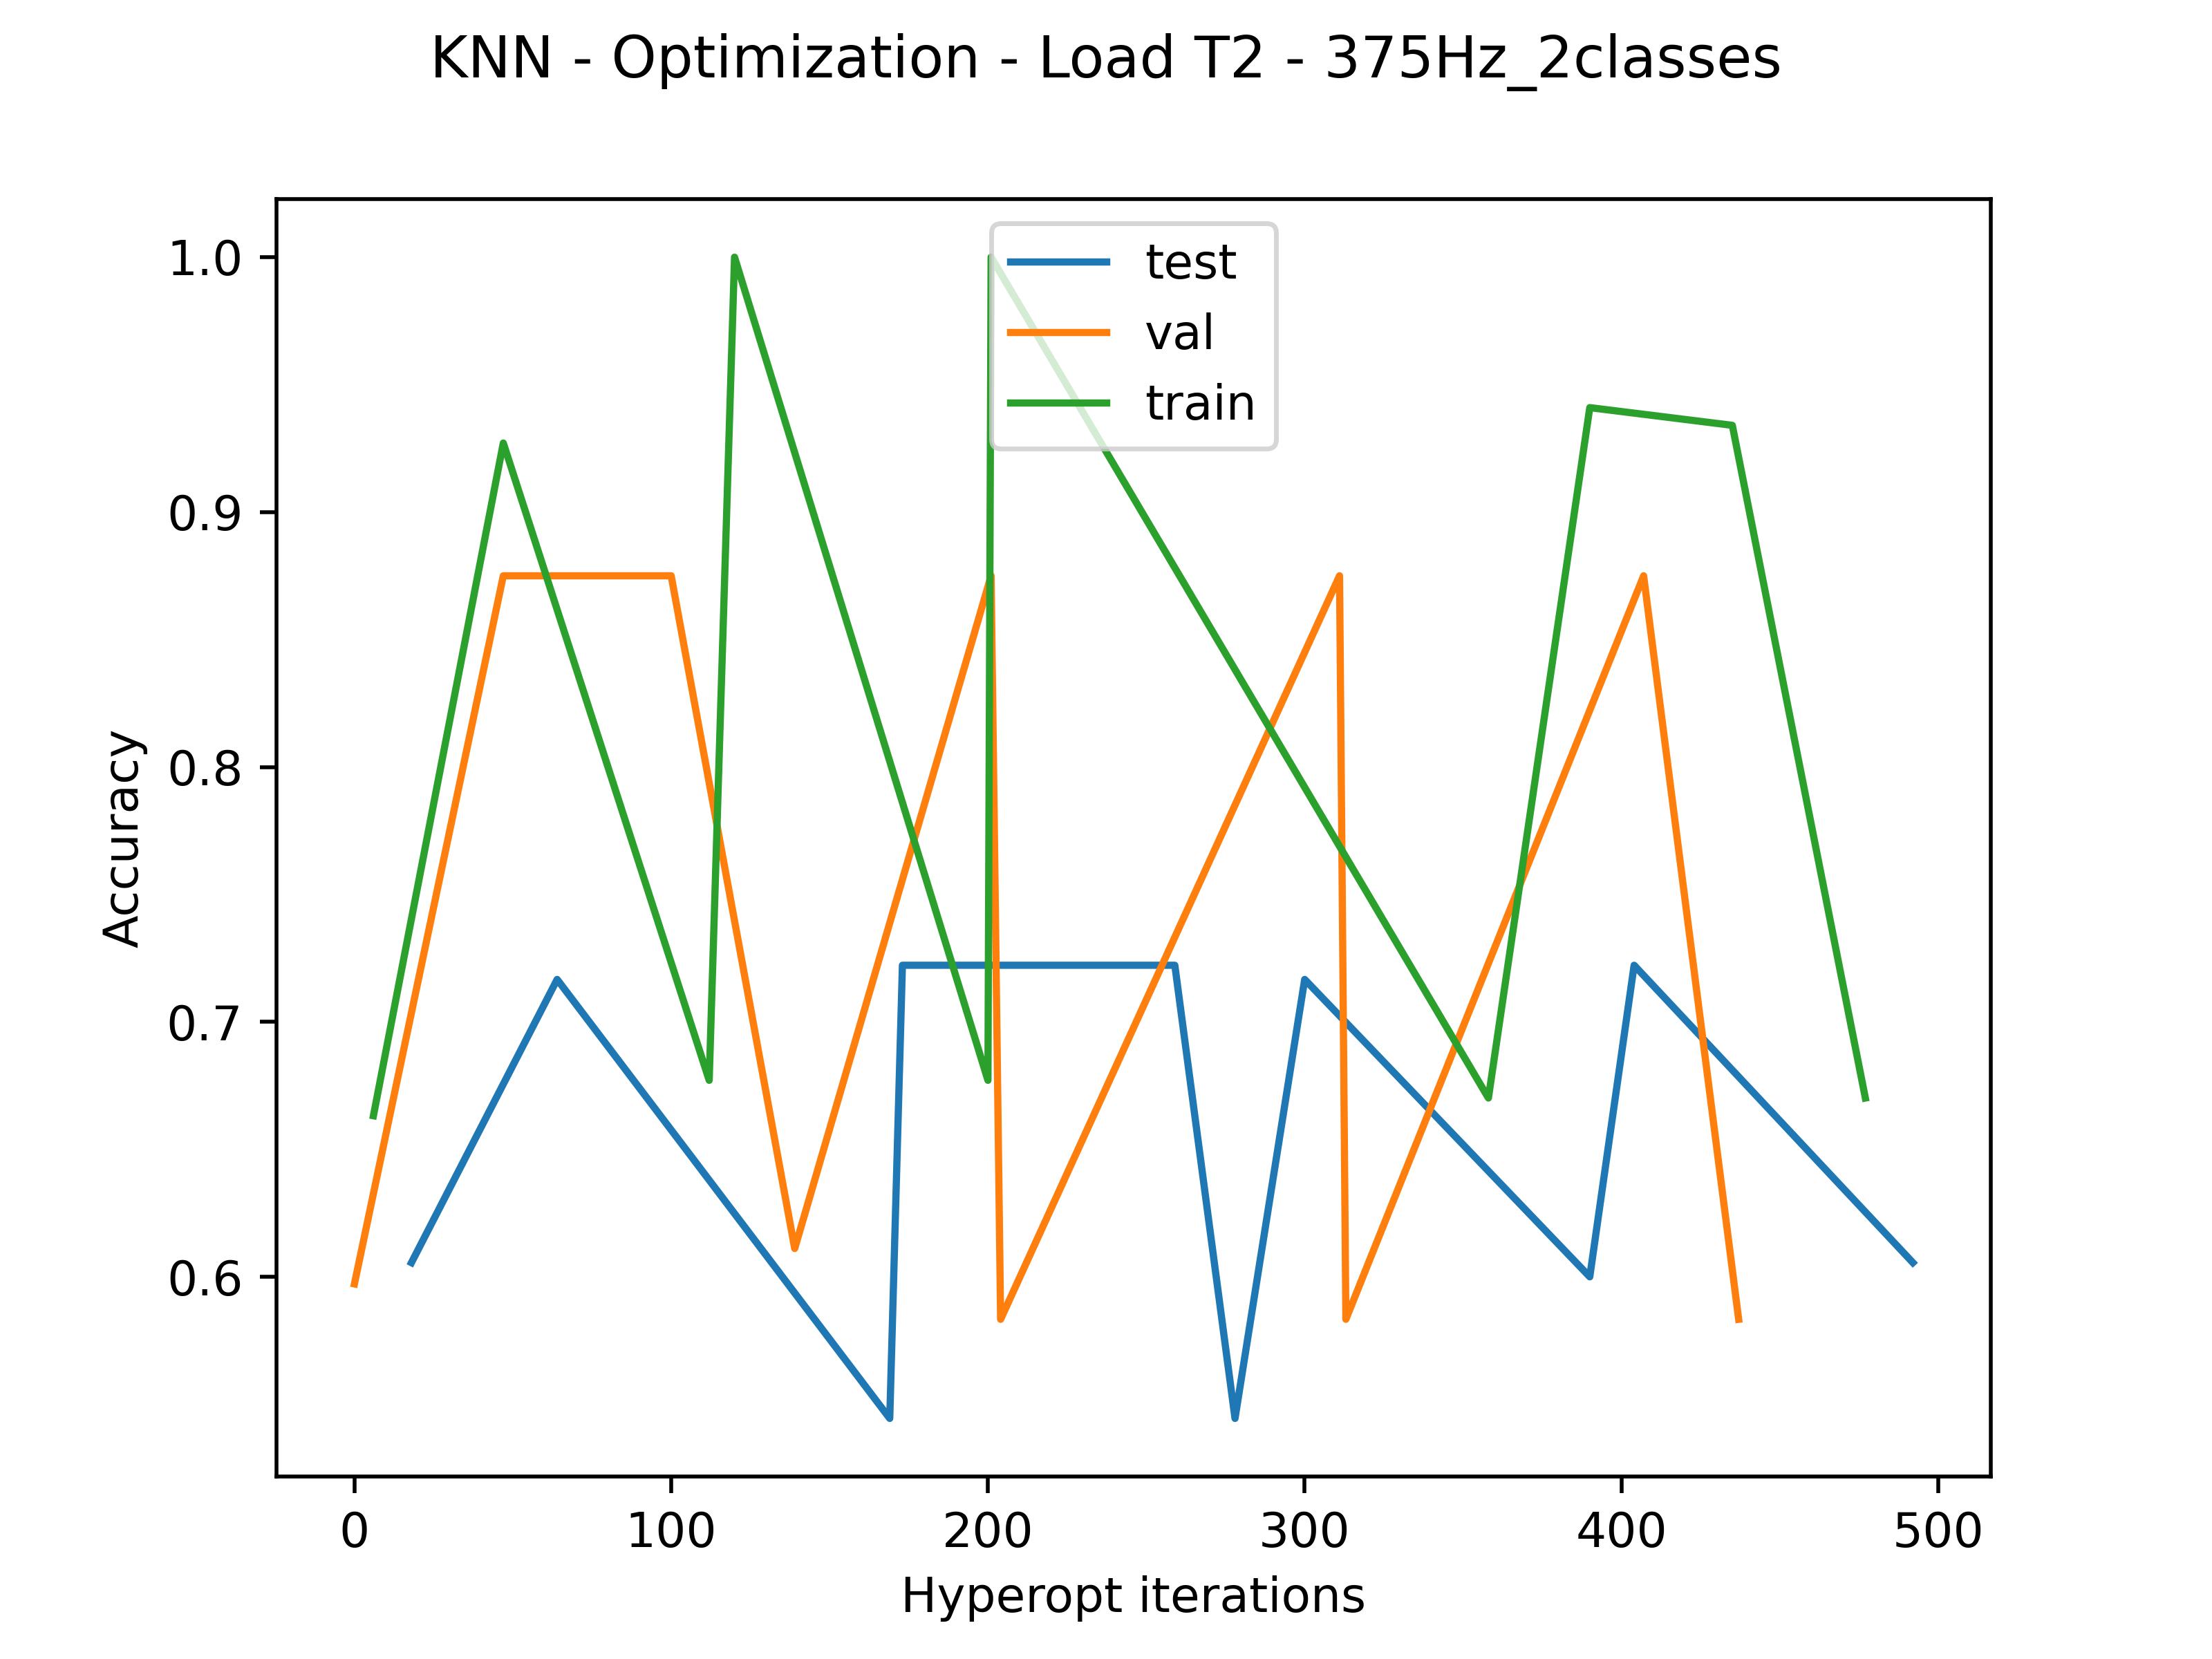 KNN - Optimization - Load T2 - 375Hz_2classes
test
val
train
1.0
0.9
0.8
0.7
0.6
Accuracy
0 100 200 300 400 500
Hyperopt iterations